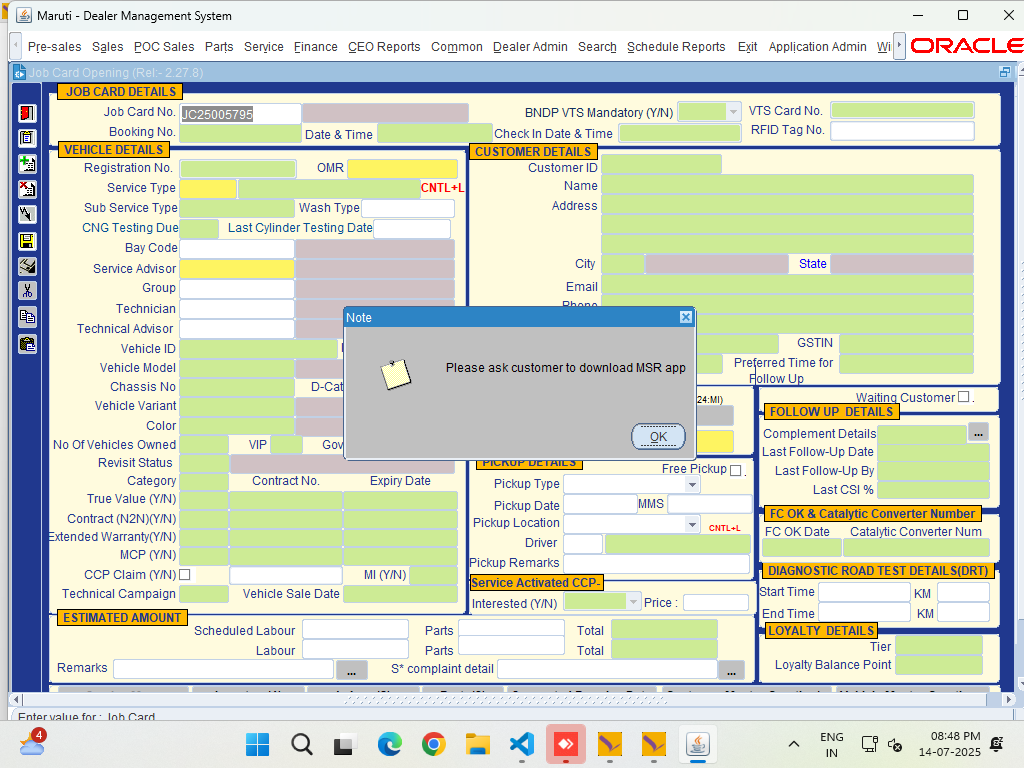 Maruti - Dealer Management System
Pre-sales Sales POC Sales Parts Service Finance CEO Reports Common Dealer Admin Search Schedule Reports Exit Application Admin Wi ORACLE
Job Card Opening (Rel:- 2.27.8)
JOB CARD DETAILS
Job Card No. JC25005795 BNDP VTS Mandatory (Y/N) VTS Card No.
Booking No. Date & Time Check In Date & Time RFID Tag No.
VEHICLE DETAILS CUSTOMER DETAILS
Registration No. OMR Customer ID
Service Type CNTL+L Name
Sub Service Type Wash Type Address
CNG Testing Due Last Cylinder Testing Date
Bay Code
Service Advisor City State
Group Email
Technician Phone
Technical Advisor
Vehicle ID GSTIN
Vehicle Model Preferred Time for
Follow Up
Chassis No D-Cat
Vehicle Variant 24:MI) Waiting Customer .
Color FOLLOW UP DETAILS
No Of Vehicles Owned VIP Gov Complement Details ...
Revisit Status Last Follow-Up Date
Note
Please ask customer to download MSR app
OK
PICKUP DETAILS Free Pickup . Last Follow-Up By
Category Contract No. Expiry Date Pickup Type Last CSI %
True Value (Y/N) Pickup Date MMS
Contract (N2N)(Y/N) Pickup Location CNTL+L FC OK & Catalytic Converter Number
Extended Warranty(Y/N) Driver FC OK Date Catalytic Converter Num
MCP (Y/N) Pickup Remarks
CCP Claim (Y/N) MI (Y/N) Service Activated CCP- DIAGNOSTIC ROAD TEST DETAILS(DRT)
Technical Campaign Vehicle Sale Date Interested (Y/N) Price : Start Time KM
End Time KM
ESTIMATED AMOUNT LOYALTY DETAILS
Scheduled Labour Parts Total Tier
Labour Parts Total Loyalty Balance Point
Remarks ... S* complaint detail ...
Enter value for : Job Card
4 ENG 08:48 PM
IN 14-07-2025